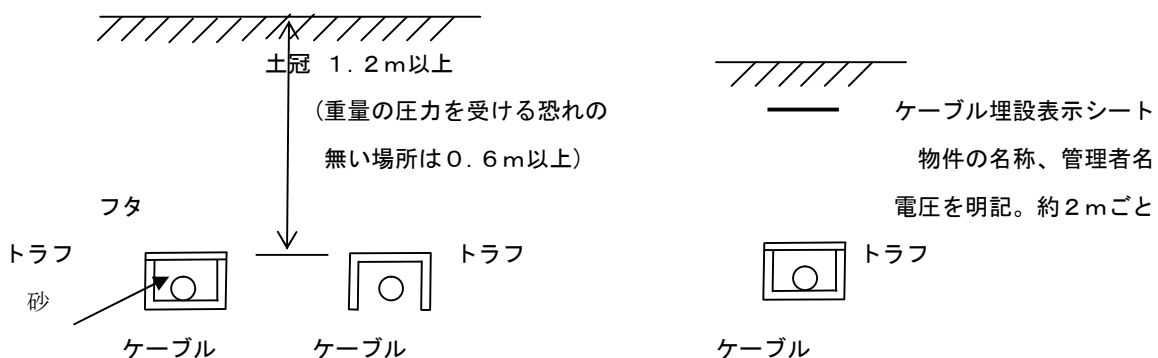 土冠 １．２ｍ以上
（重量の圧力を受ける恐れの
無い場所は０．６ｍ以上）
フタ
トラフ
砂
トラフ
ケーブル
ケーブル
ケーブル埋設表示シート
物件の名称、管理者名
電圧を明記。約２ｍごと
トラフ
ケーブル